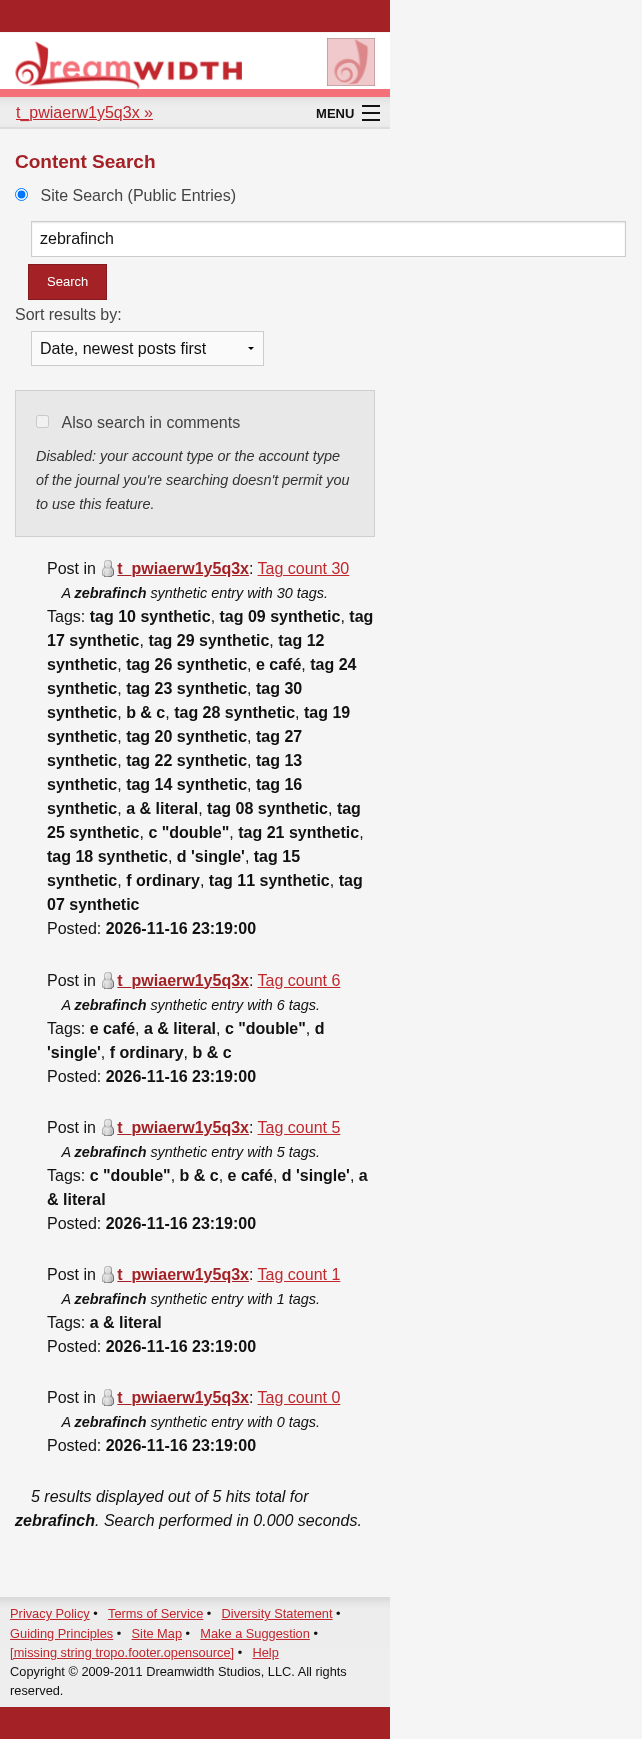 dreamWIDTH
t_pwiaerw1y5q3x »
MENU
Content Search
Site Search (Public Entries)
zebrafinch
Search
Sort results by:
Date, newest posts first
Also search in comments
Disabled: your account type or the account type
of the journal you're searching doesn't permit you
to use this feature.
Post in t_pwiaerw1y5q3x: Tag count 30
A zebrafinch synthetic entry with 30 tags.
Tags: tag 10 synthetic, tag 09 synthetic, tag
17 synthetic, tag 29 synthetic, tag 12
synthetic, tag 26 synthetic, e café, tag 24
synthetic, tag 23 synthetic, tag 30
synthetic, b & c, tag 28 synthetic, tag 19
synthetic, tag 20 synthetic, tag 27
synthetic, tag 22 synthetic, tag 13
synthetic, tag 14 synthetic, tag 16
synthetic, a & literal, tag 08 synthetic, tag
25 synthetic, c "double", tag 21 synthetic,
tag 18 synthetic, d 'single', tag 15
synthetic, f ordinary, tag 11 synthetic, tag
07 synthetic
Posted: 2026-11-16 23:19:00
Post in t_pwiaerw1y5q3x: Tag count 6
A zebrafinch synthetic entry with 6 tags.
Tags: e café, a & literal, c "double", d
'single', f ordinary, b & c
Posted: 2026-11-16 23:19:00
Post in t_pwiaerw1y5q3x: Tag count 5
A zebrafinch synthetic entry with 5 tags.
Tags: c "double", b & c, e café, d 'single', a
& literal
Posted: 2026-11-16 23:19:00
Post in t_pwiaerw1y5q3x: Tag count 1
A zebrafinch synthetic entry with 1 tags.
Tags: a & literal
Posted: 2026-11-16 23:19:00
Post in t_pwiaerw1y5q3x: Tag count 0
A zebrafinch synthetic entry with 0 tags.
Posted: 2026-11-16 23:19:00
5 results displayed out of 5 hits total for
zebrafinch. Search performed in 0.000 seconds.
Privacy Policy • Terms of Service • Diversity Statement •
Guiding Principles • Site Map • Make a Suggestion •
[missing string tropo.footer.opensource] • Help
Copyright © 2009-2011 Dreamwidth Studios, LLC. All rights
reserved.